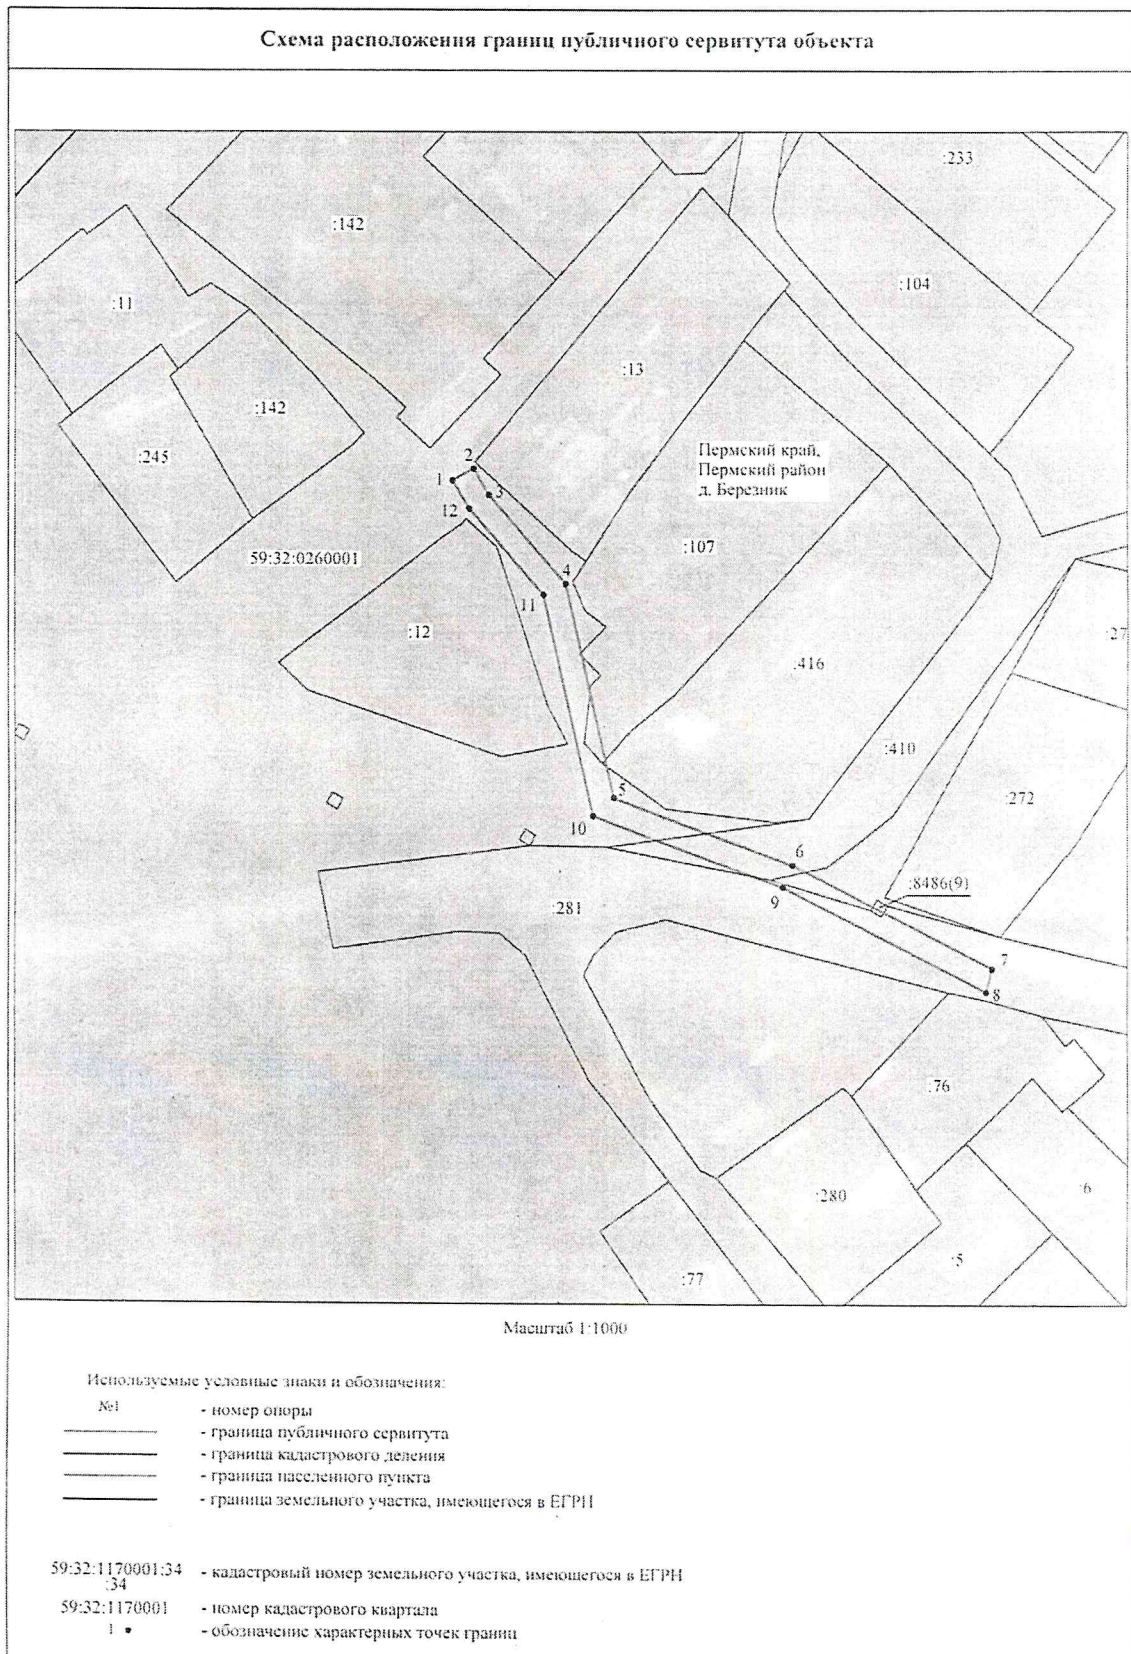 Схема расположения границ публичного сервитута объекта
:233
:142
:104
:11
:13
:142
:245
Пермский край,
Пермский район
д. Березник
2
1
3
12
59:32:0260001
:107
4
11
:12
:27
:416
:410
5
:272
10
6
:8486(9)
9
:281
7
8
:76
:6
:280
:5
:77
Масштаб 1:1000
Используемые условные знаки и обозначения:
№1 - номер опоры
- граница публичного сервитута
- граница кадастрового деления
- граница населенного пункта
- граница земельного участка, имеющегося в ЕГРН
59:32:1170001:34 - кадастровый номер земельного участка, имеющегося в ЕГРН
:34
59:32:1170001 - номер кадастрового квартала
1 • - обозначение характерных точек границ